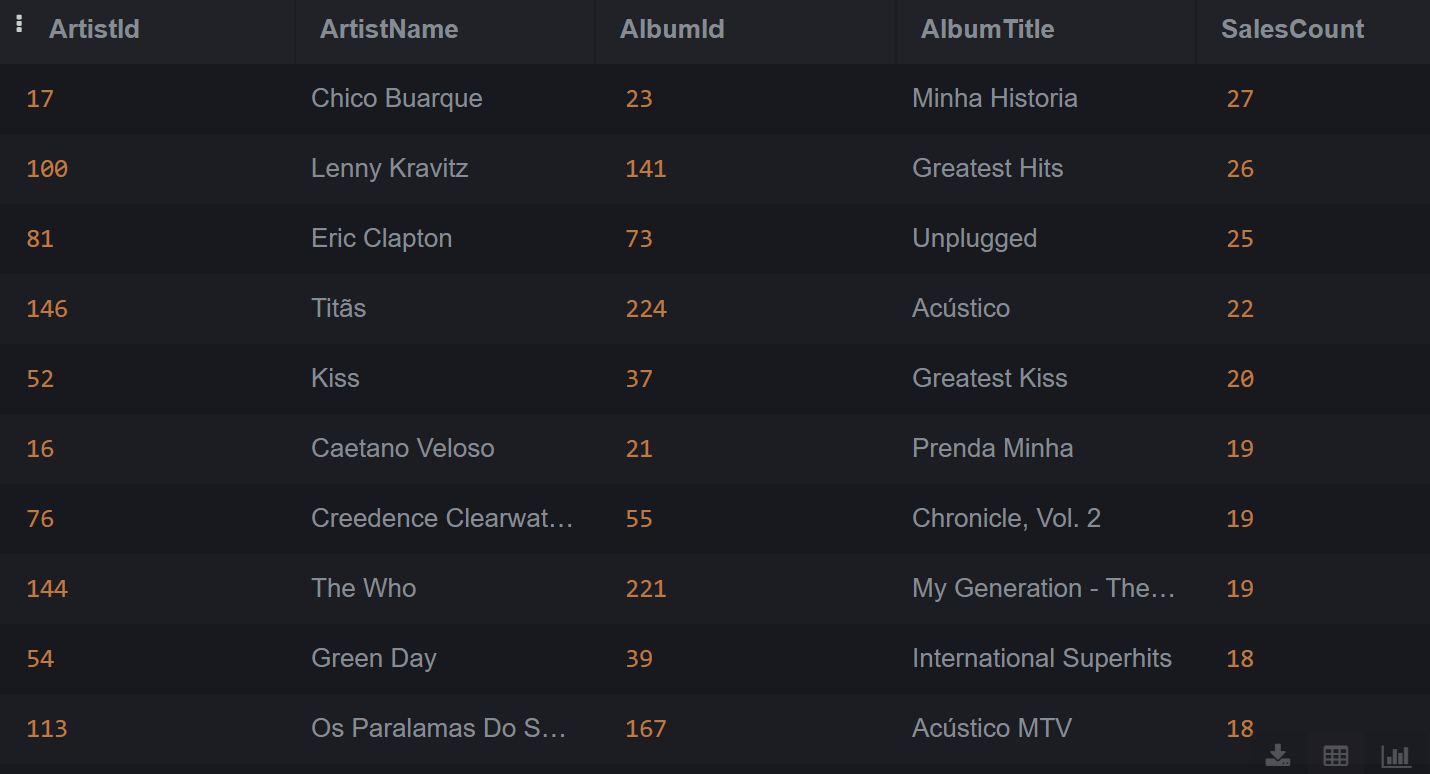 ArtistId ArtistName AlbumId AlbumTitle SalesCount
17 Chico Buarque 23 Minha Historia 27
100 Lenny Kravitz 141 Greatest Hits 26
81 Eric Clapton 73 Unplugged 25
146 Titãs 224 Acústico 22
52 Kiss 37 Greatest Kiss 20
16 Caetano Veloso 21 Prenda Minha 19
76 Creedence Clearwat… 55 Chronicle, Vol. 2 19
144 The Who 221 My Generation - The… 19
54 Green Day 39 International Superhits 18
113 Os Paralamas Do S… 167 Acústico MTV 18